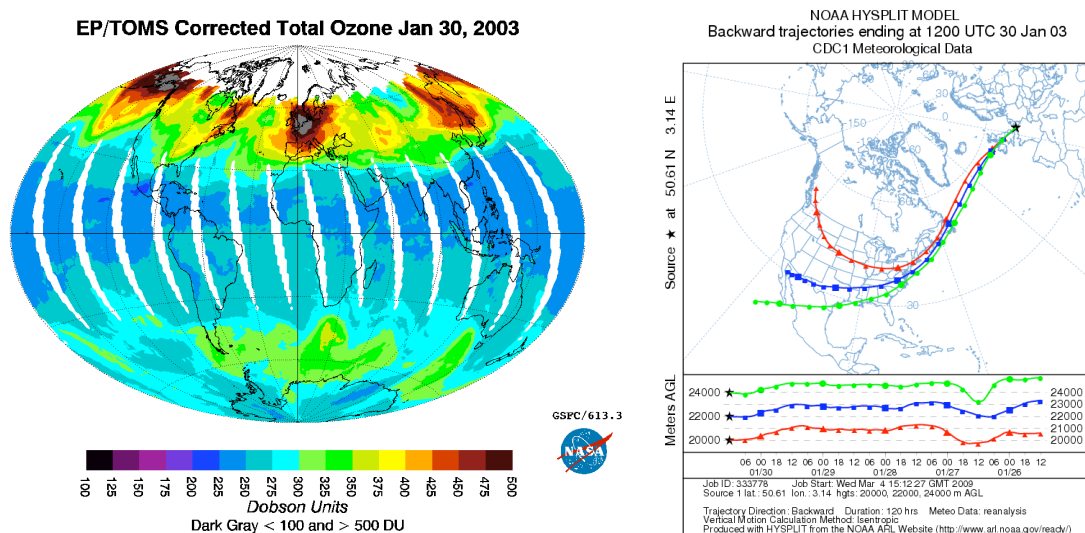 EP/TOMS Corrected Total Ozone Jan 30, 2003
GSFC/613.3
NASA
100 125 150 175 200 225 250 275 300 325 350 375 400 425 450 475 500
Dobson Units
Dark Gray < 100 and > 500 DU
NOAA HYSPLIT MODEL
Backward trajectories ending at 1200 UTC 30 Jan 03
CDC1 Meteorological Data
Source ★ at 50.61 N 3.14 E
Meters AGL
24000
22000
20000
24000
23000
22000
21000
20000
06 00 18 12 06 00 18 12 06 00 18 12 06 00 18 12 06 00 18 12
01/30 01/29 01/28 01/27 01/26
Job ID: 333778 Job Start: Wed Mar 4 15:12:27 GMT 2009
Source 1 lat.: 50.61 lon.: 3.14 hgts: 20000, 22000, 24000 m AGL
Trajectory Direction: Backward Duration: 120 hrs Meteo Data: reanalysis
Vertical Motion Calculation Method: Isentropic
Produced with HYSPLIT from the NOAA ARL Website (http://www.arl.noaa.gov/ready/)